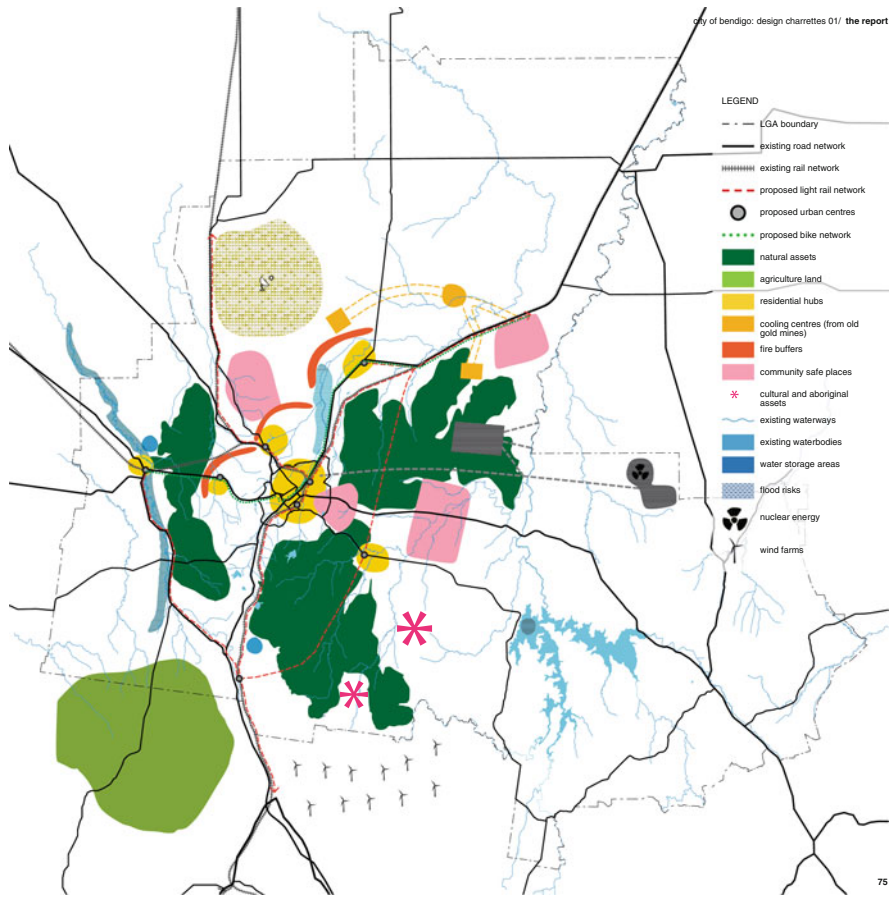 city of bendigo: design charrettes 01/ the report
LEGEND
LGA boundary
existing road network
existing rail network
proposed light rail network
proposed urban centres
proposed bike network
natural assets
agriculture land
residential hubs
cooling centres (from old
gold mines)
fire buffers
community safe places
cultural and aboriginal
assets
existing waterways
existing waterbodies
water storage areas
flood risks
nuclear energy
wind farms
75